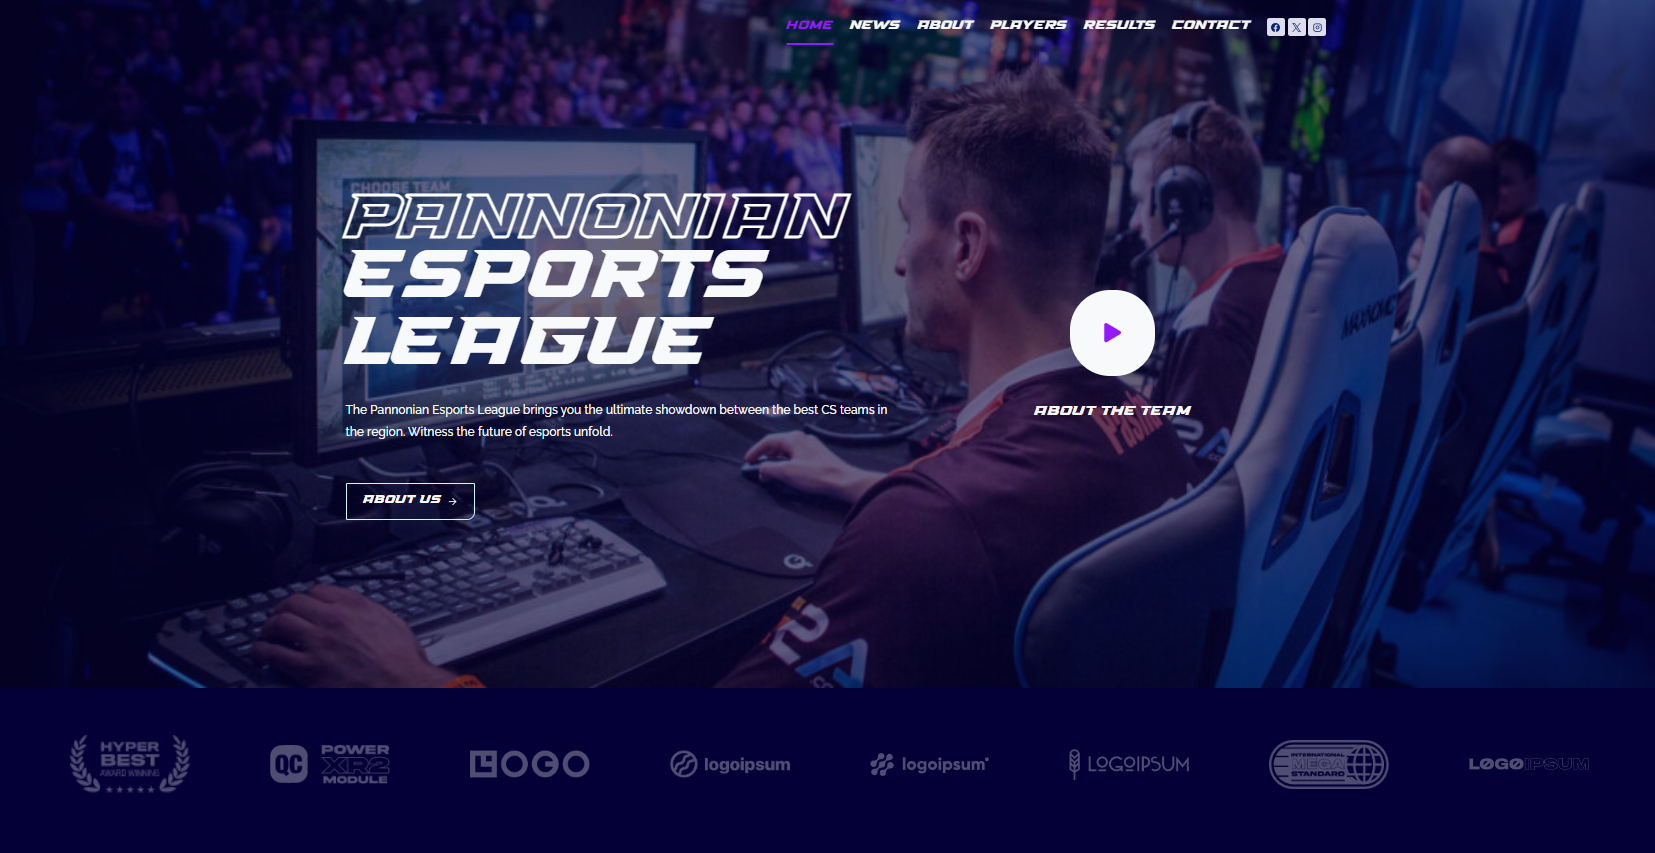 HOME NEWS ABOUT PLAYERS RESULTS CONTACT
CHOOSE TEAM
PANNONIAN
ESPORTS
LEAGUE
The Pannonian Esports League brings you the ultimate showdown between the best CS teams in
the region. Witness the future of esports unfold.
ABOUT US →
ABOUT THE TEAM
MAXNOMIC
Pasha
HYPER
BEST
AWARD WINNING
QC
POWER
XR2
MODULE
LOGO
logoipsum
logoipsum
LOGOIPSUM
INTERNATIONAL
MEGA
STANDARD
LOGOIPSUM